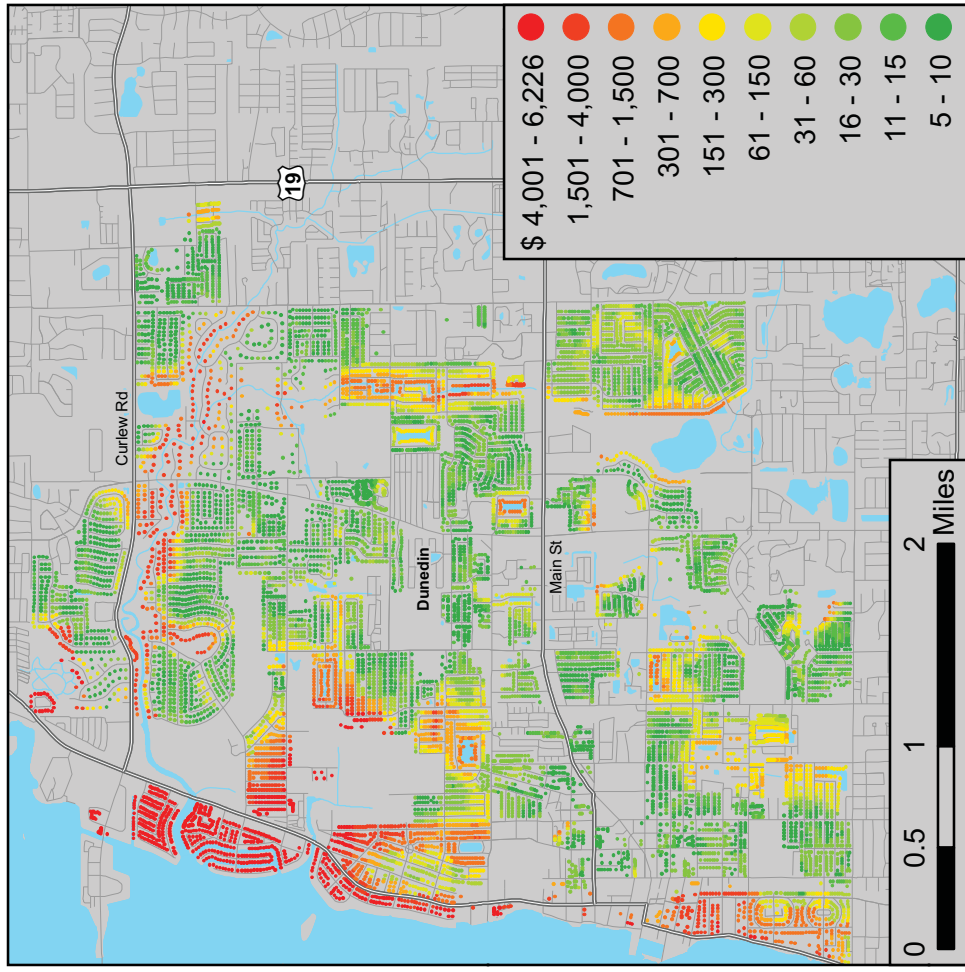 Curlew Rd
19
Dunedin
Main St
$ 4,001 - 6,226
1,501 - 4,000
701 - 1,500
301 - 700
151 - 300
61 - 150
31 - 60
16 - 30
11 - 15
5 - 10
0 0.5 1 2
Miles